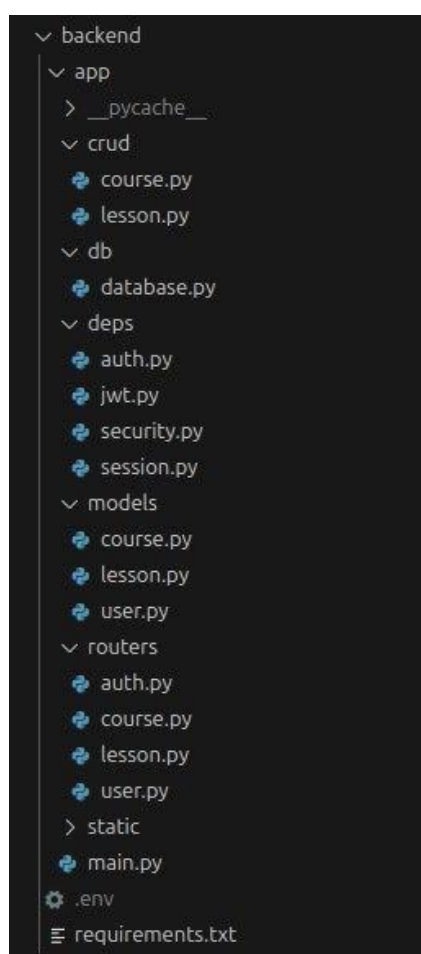 backend
app
__pycache__
crud
course.py
lesson.py
db
database.py
deps
auth.py
jwt.py
security.py
session.py
models
course.py
lesson.py
user.py
routers
auth.py
course.py
lesson.py
user.py
static
main.py
.env
requirements.txt